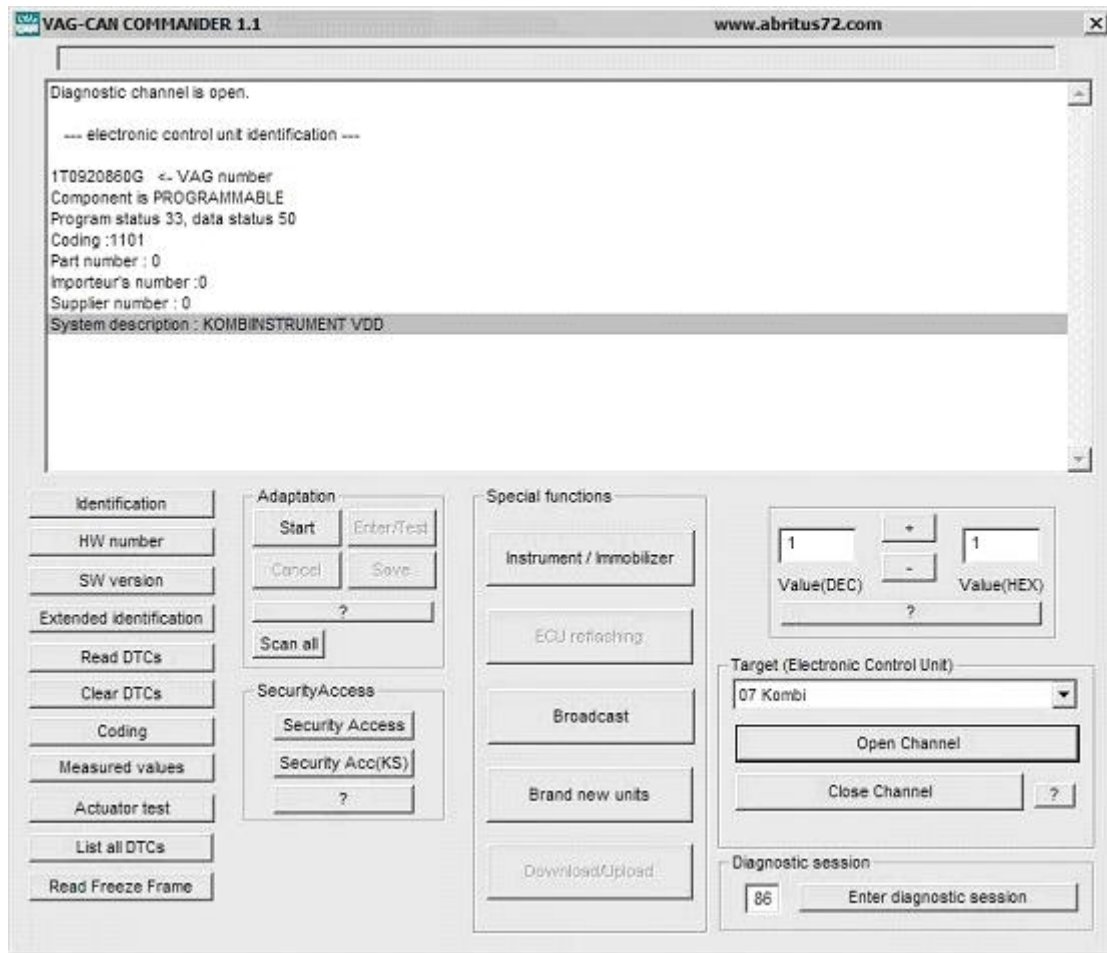 VAG-CAN COMMANDER 1.1 www.abritus72.com
Diagnostic channel is open.
--- electronic control unit identification ---
1T0920860G <- VAG number
Component is PROGRAMMABLE
Program status 33, data status 50
Coding :1101
Part number : 0
Importeur's number :0
Supplier number : 0
System description : KOMBIINSTRUMENT VDD
Identification
HW number
SW version
Extended identification
Read DTCs
Clear DTCs
Coding
Measured values
Actuator test
List all DTCs
Read Freeze Frame
Adaptation
Start Enter/Test
Cancel Save
?
Scan all
SecurityAccess
Security Access
Security Acc(KS)
?
Special functions
Instrument / Immobilizer
ECU reflashing
Broadcast
Brand new units
Download/Upload
1 + 1
-
Value(DEC) Value(HEX)
?
Target (Electronic Control Unit)
07 Kombi
Open Channel
Close Channel ?
Diagnostic session
86 Enter diagnostic session